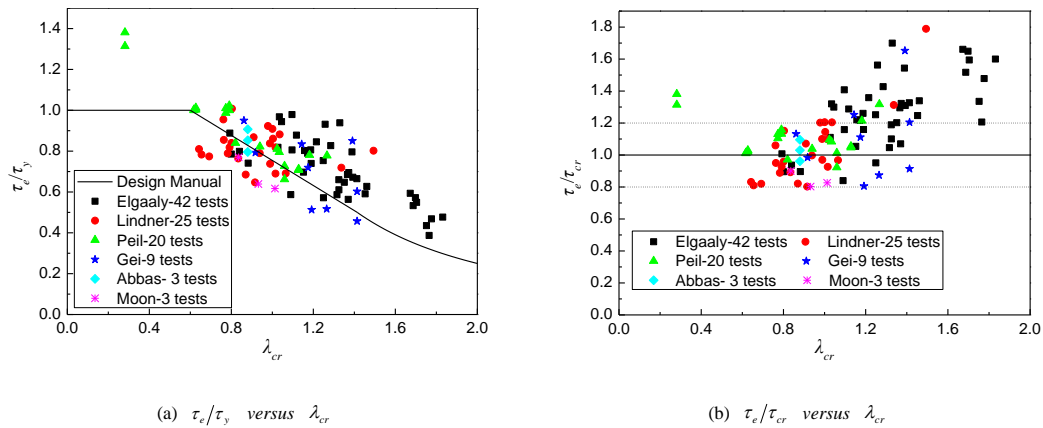 τe/τy
1.4
1.2
1.0
0.8
0.6
0.4
0.2
0.0
Design Manual
Elgaaly-42 tests
Lindner-25 tests
Peil-20 tests
Gei-9 tests
Abbas- 3 tests
Moon-3 tests
0.0 0.4 0.8 1.2 1.6 2.0
λcr
(a) τe/τy versus λcr
τe/τcr
1.8
1.6
1.4
1.2
1.0
0.8
0.6
0.4
0.2
0.0
Elgaaly-42 tests Lindner-25 tests
Peil-20 tests Gei-9 tests
Abbas- 3 tests Moon-3 tests
0.0 0.4 0.8 1.2 1.6 2.0
λcr
(b) τe/τcr versus λcr